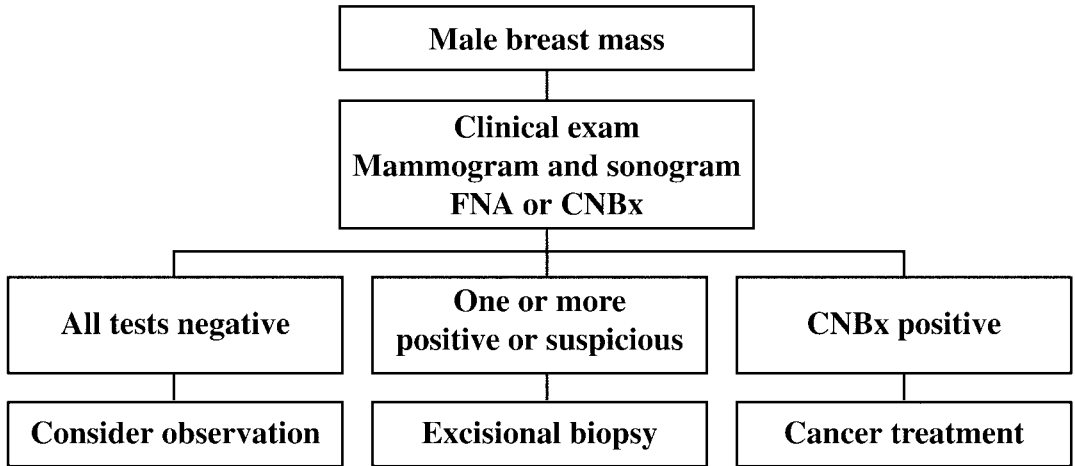 Male breast mass
Clinical exam
Mammogram and sonogram
FNA or CNBx
All tests negative
One or more
positive or suspicious
CNBx positive
Consider observation
Excisional biopsy
Cancer treatment